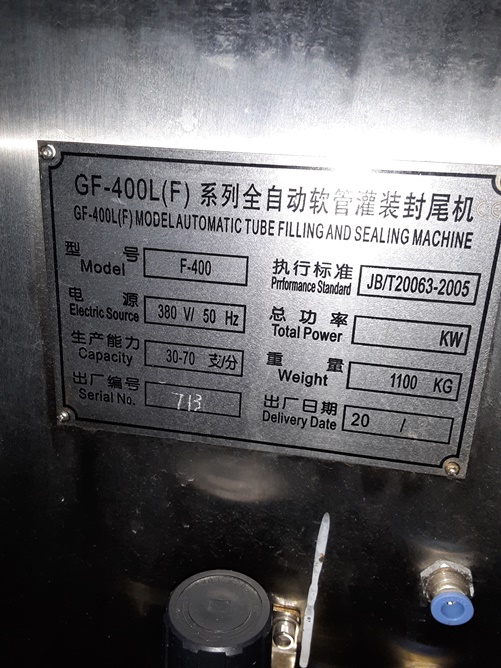 GF-400L(F) 系列全自动软管灌装封尾机
GF-400L(F) MODEL AUTOMATIC TUBE FILLING AND SEALING MACHINE
型 号 F-400
Model
执行标准 JB/T20063-2005
Prrformance Standard
电 源 380 V/ 50 Hz
Electric Source
总 功 率 KW
Total Power
生产能力 30-70 支/分
Capacity
重 量 1100 KG
Weight
出厂编号 713
Serial No.
出厂日期 20 /
Delivery Date